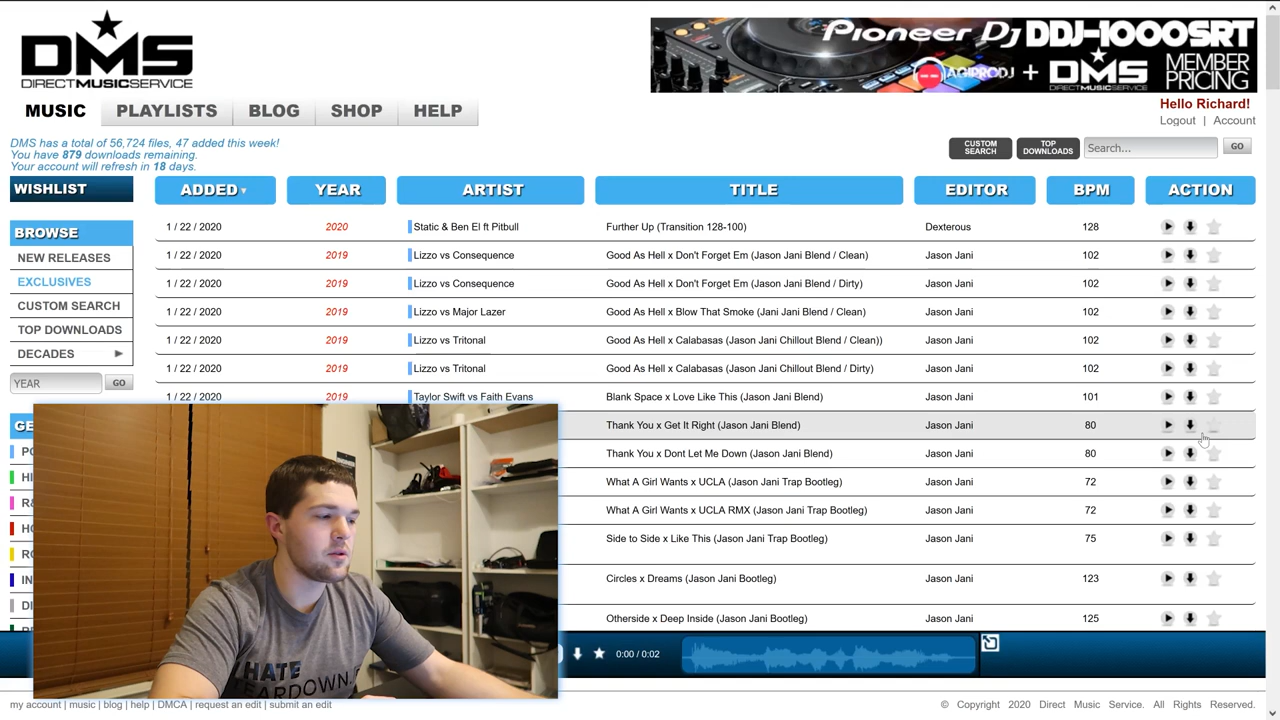 DMS
DIRECTMUSICSERVICE
Pioneer Dj DDJ-1000SRT
AGIPRODJ + DMS
DIRECTMUSICSERVICE
MEMBER
PRICING
MUSIC PLAYLISTS BLOG SHOP HELP
Hello Richard!
Logout | Account
DMS has a total of 56,724 files, 47 added this week!
You have 879 downloads remaining.
Your account will refresh in 18 days.
CUSTOM SEARCH TOP DOWNLOADS Search... GO
WISHLIST
BROWSE
NEW RELEASES
EXCLUSIVES
CUSTOM SEARCH
TOP DOWNLOADS
DECADES
YEAR GO
GE
PO
HI
R&
HO
RO
IN
DI
ADDED YEAR ARTIST TITLE EDITOR BPM ACTION
1 / 22 / 2020 2020 Static & Ben El ft Pitbull Further Up (Transition 128-100) Dexterous 128
1 / 22 / 2020 2019 Lizzo vs Consequence Good As Hell x Don't Forget Em (Jason Jani Blend / Clean) Jason Jani 102
1 / 22 / 2020 2019 Lizzo vs Consequence Good As Hell x Don't Forget Em (Jason Jani Blend / Dirty) Jason Jani 102
1 / 22 / 2020 2019 Lizzo vs Major Lazer Good As Hell x Blow That Smoke (Jani Jani Blend / Clean) Jason Jani 102
1 / 22 / 2020 2019 Lizzo vs Tritonal Good As Hell x Calabasas (Jason Jani Chillout Blend / Clean)) Jason Jani 102
1 / 22 / 2020 2019 Lizzo vs Tritonal Good As Hell x Calabasas (Jason Jani Chillout Blend / Dirty) Jason Jani 102
1 / 22 / 2020 2019 Taylor Swift vs Faith Evans Blank Space x Love Like This (Jason Jani Blend) Jason Jani 101
Thank You x Get It Right (Jason Jani Blend) Jason Jani 80
Thank You x Dont Let Me Down (Jason Jani Blend) Jason Jani 80
What A Girl Wants x UCLA (Jason Jani Trap Bootleg) Jason Jani 72
What A Girl Wants x UCLA RMX (Jason Jani Trap Bootleg) Jason Jani 72
Side to Side x Like This (Jason Jani Trap Bootleg) Jason Jani 75
Circles x Dreams (Jason Jani Bootleg) Jason Jani 123
Otherside x Deep Inside (Jason Jani Bootleg) Jason Jani 125
HATE
EARDOWN.
0:00 / 0:02
my account | music | blog | help | DMCA | request an edit | submit an edit
© Copyright 2020 Direct Music Service. All Rights Reserved.